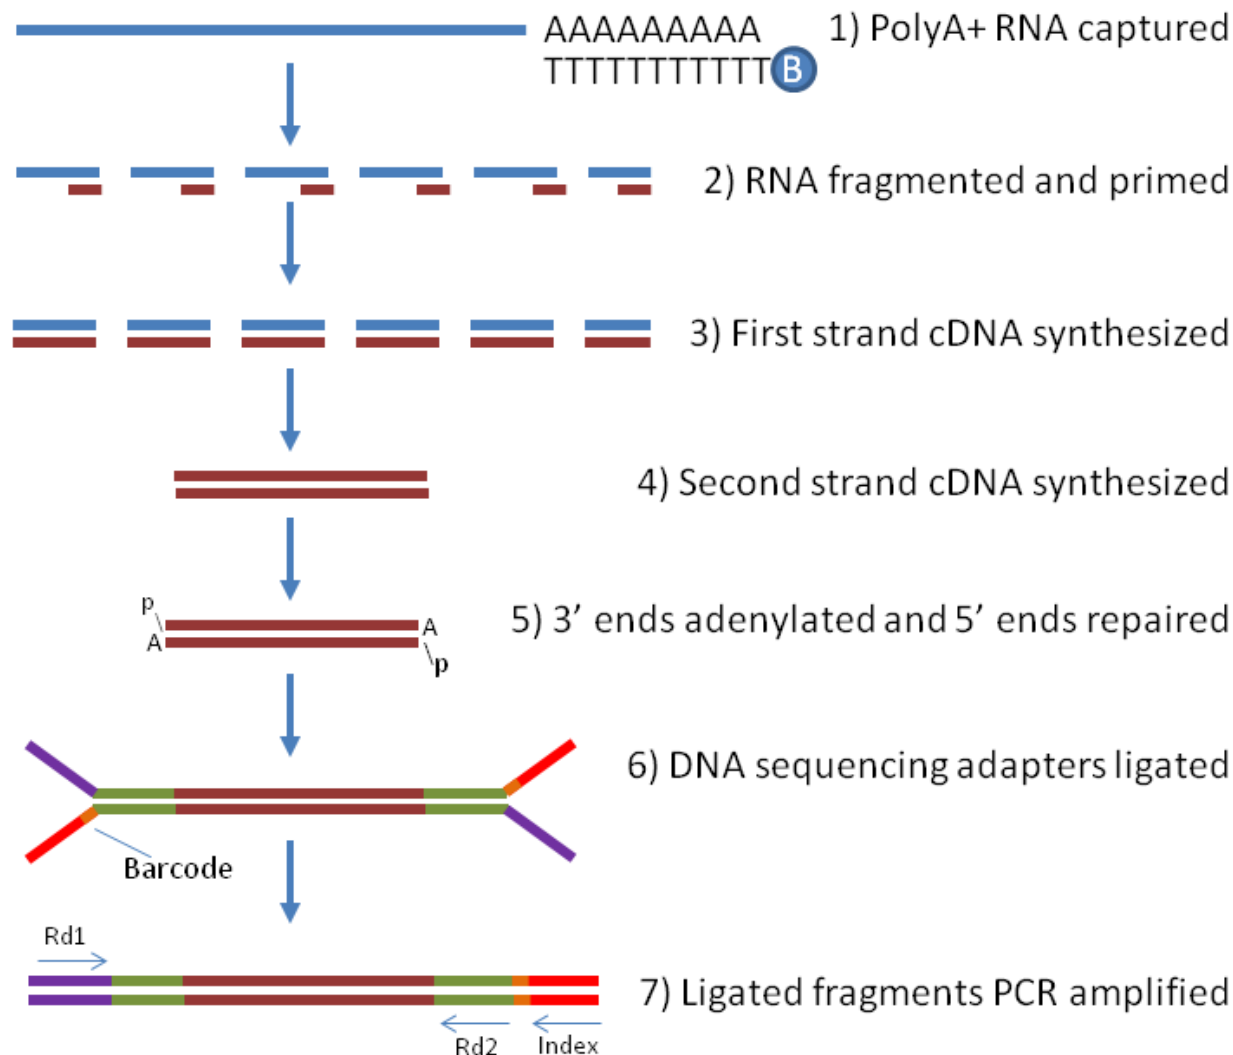 AAAAAAAAA
1) PolyA+ RNA captured
TTTTTTTTTTT B
2) RNA fragmented and primed
3) First strand cDNA synthesized
4) Second strand cDNA synthesized
p
A
5) 3’ ends adenylated and 5’ ends repaired
A
p
6) DNA sequencing adapters ligated
Barcode
Rd1
7) Ligated fragments PCR amplified
Rd2
Index